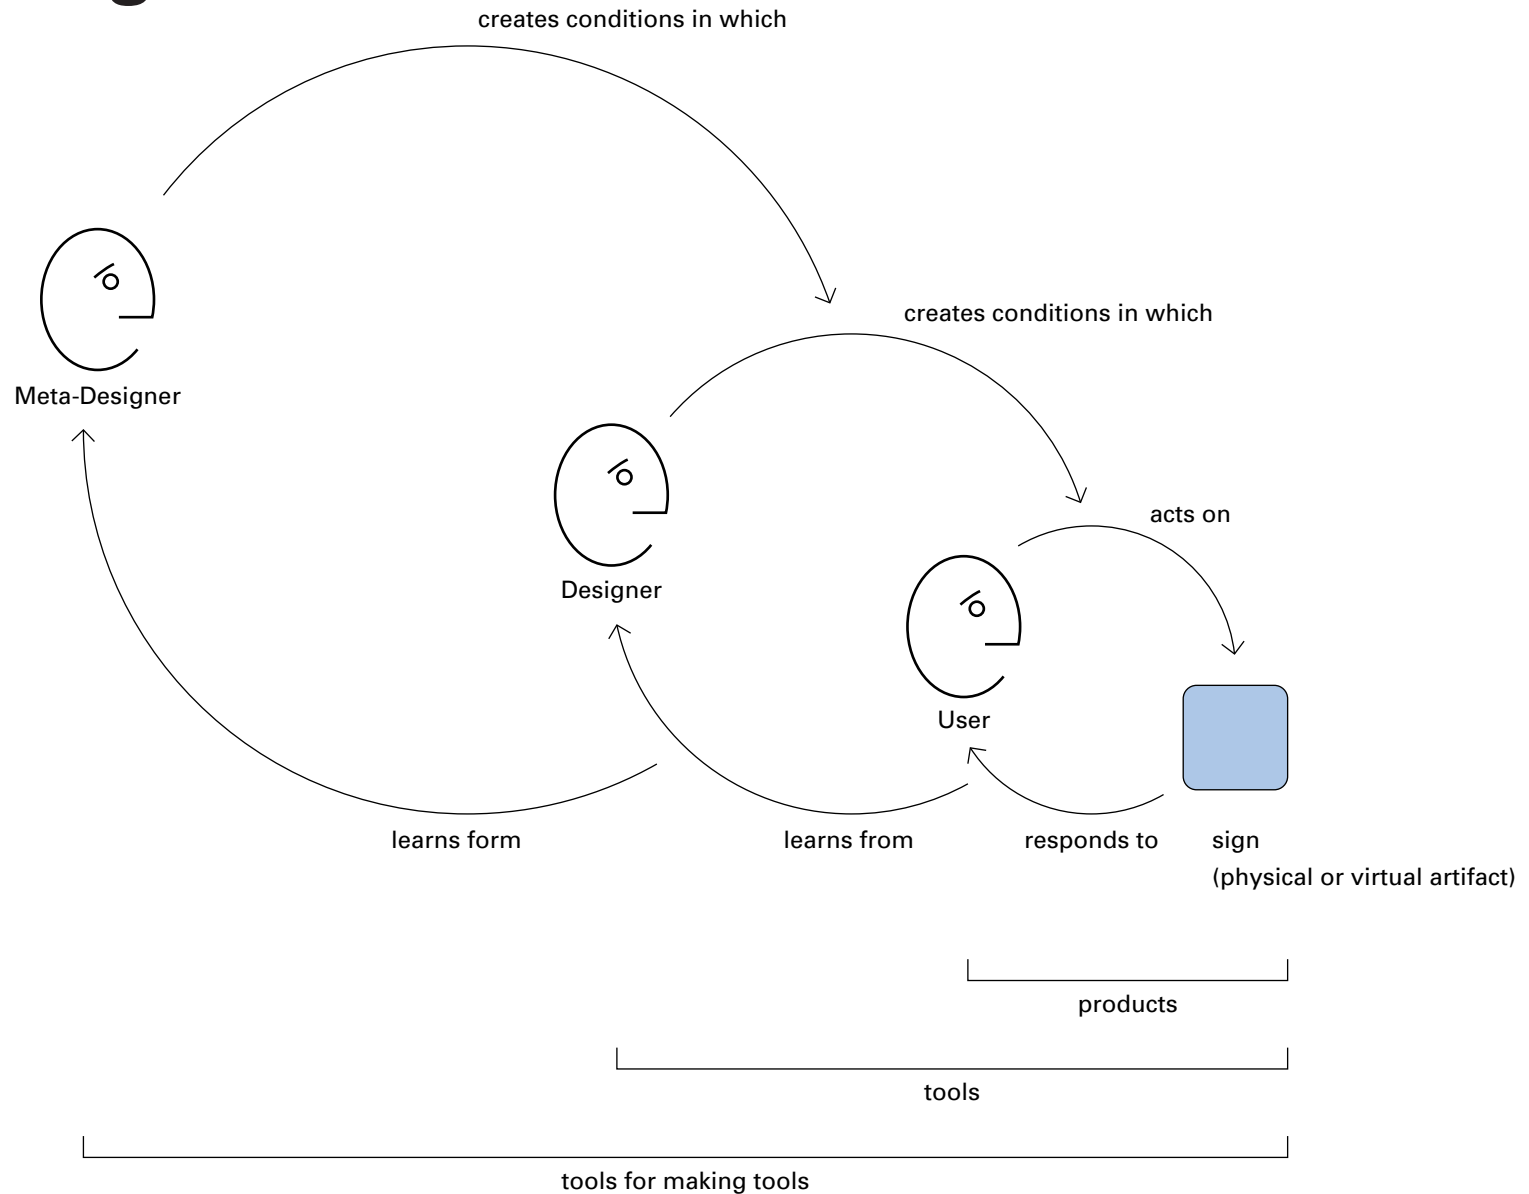 creates conditions in which
creates conditions in which
Meta-Designer
acts on
Designer
User
learns form
learns from
responds to
sign
(physical or virtual artifact)
products
tools
tools for making tools